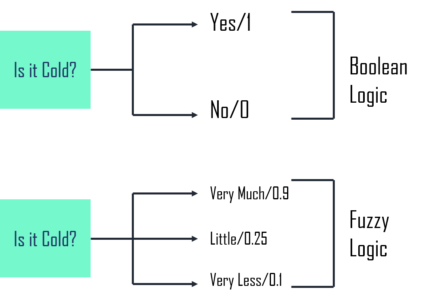 Is it Cold?
Yes/1
No/0
Boolean
Logic
Is it Cold?
Very Much/0.9
Little/0.25
Very Less/0.1
Fuzzy
Logic